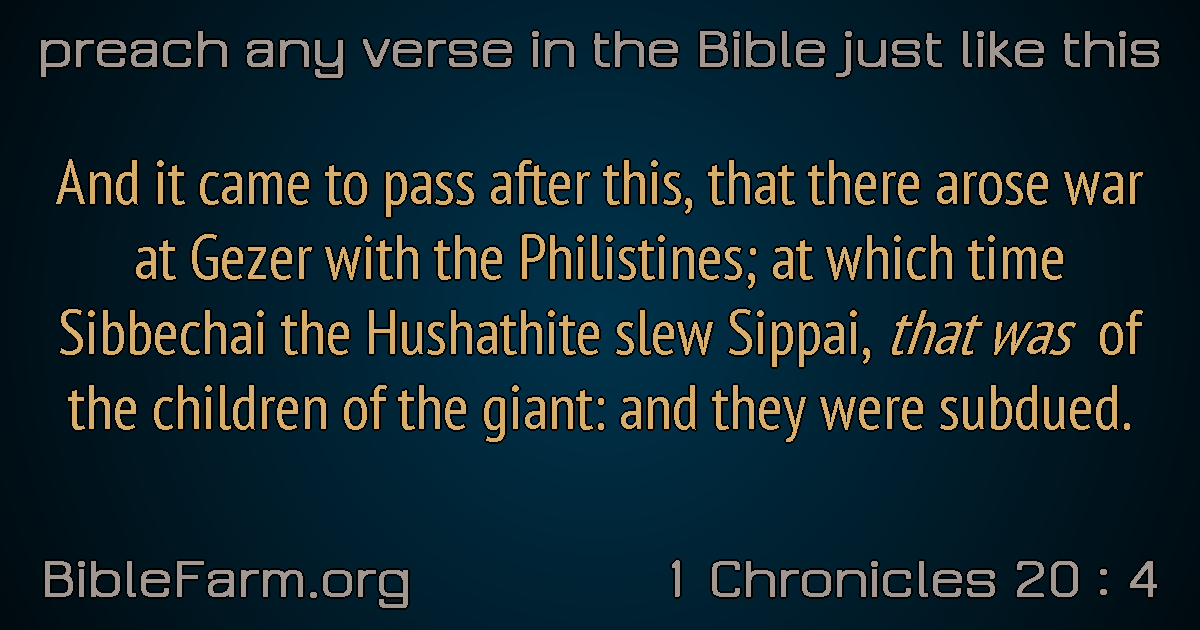 preach any verse in the Bible just like this
And it came to pass after this, that there arose war
at Gezer with the Philistines; at which time
Sibbechai the Hushathite slew Sippai, that was of
the children of the giant: and they were subdued.
BibleFarm.org
1 Chronicles 20 : 4